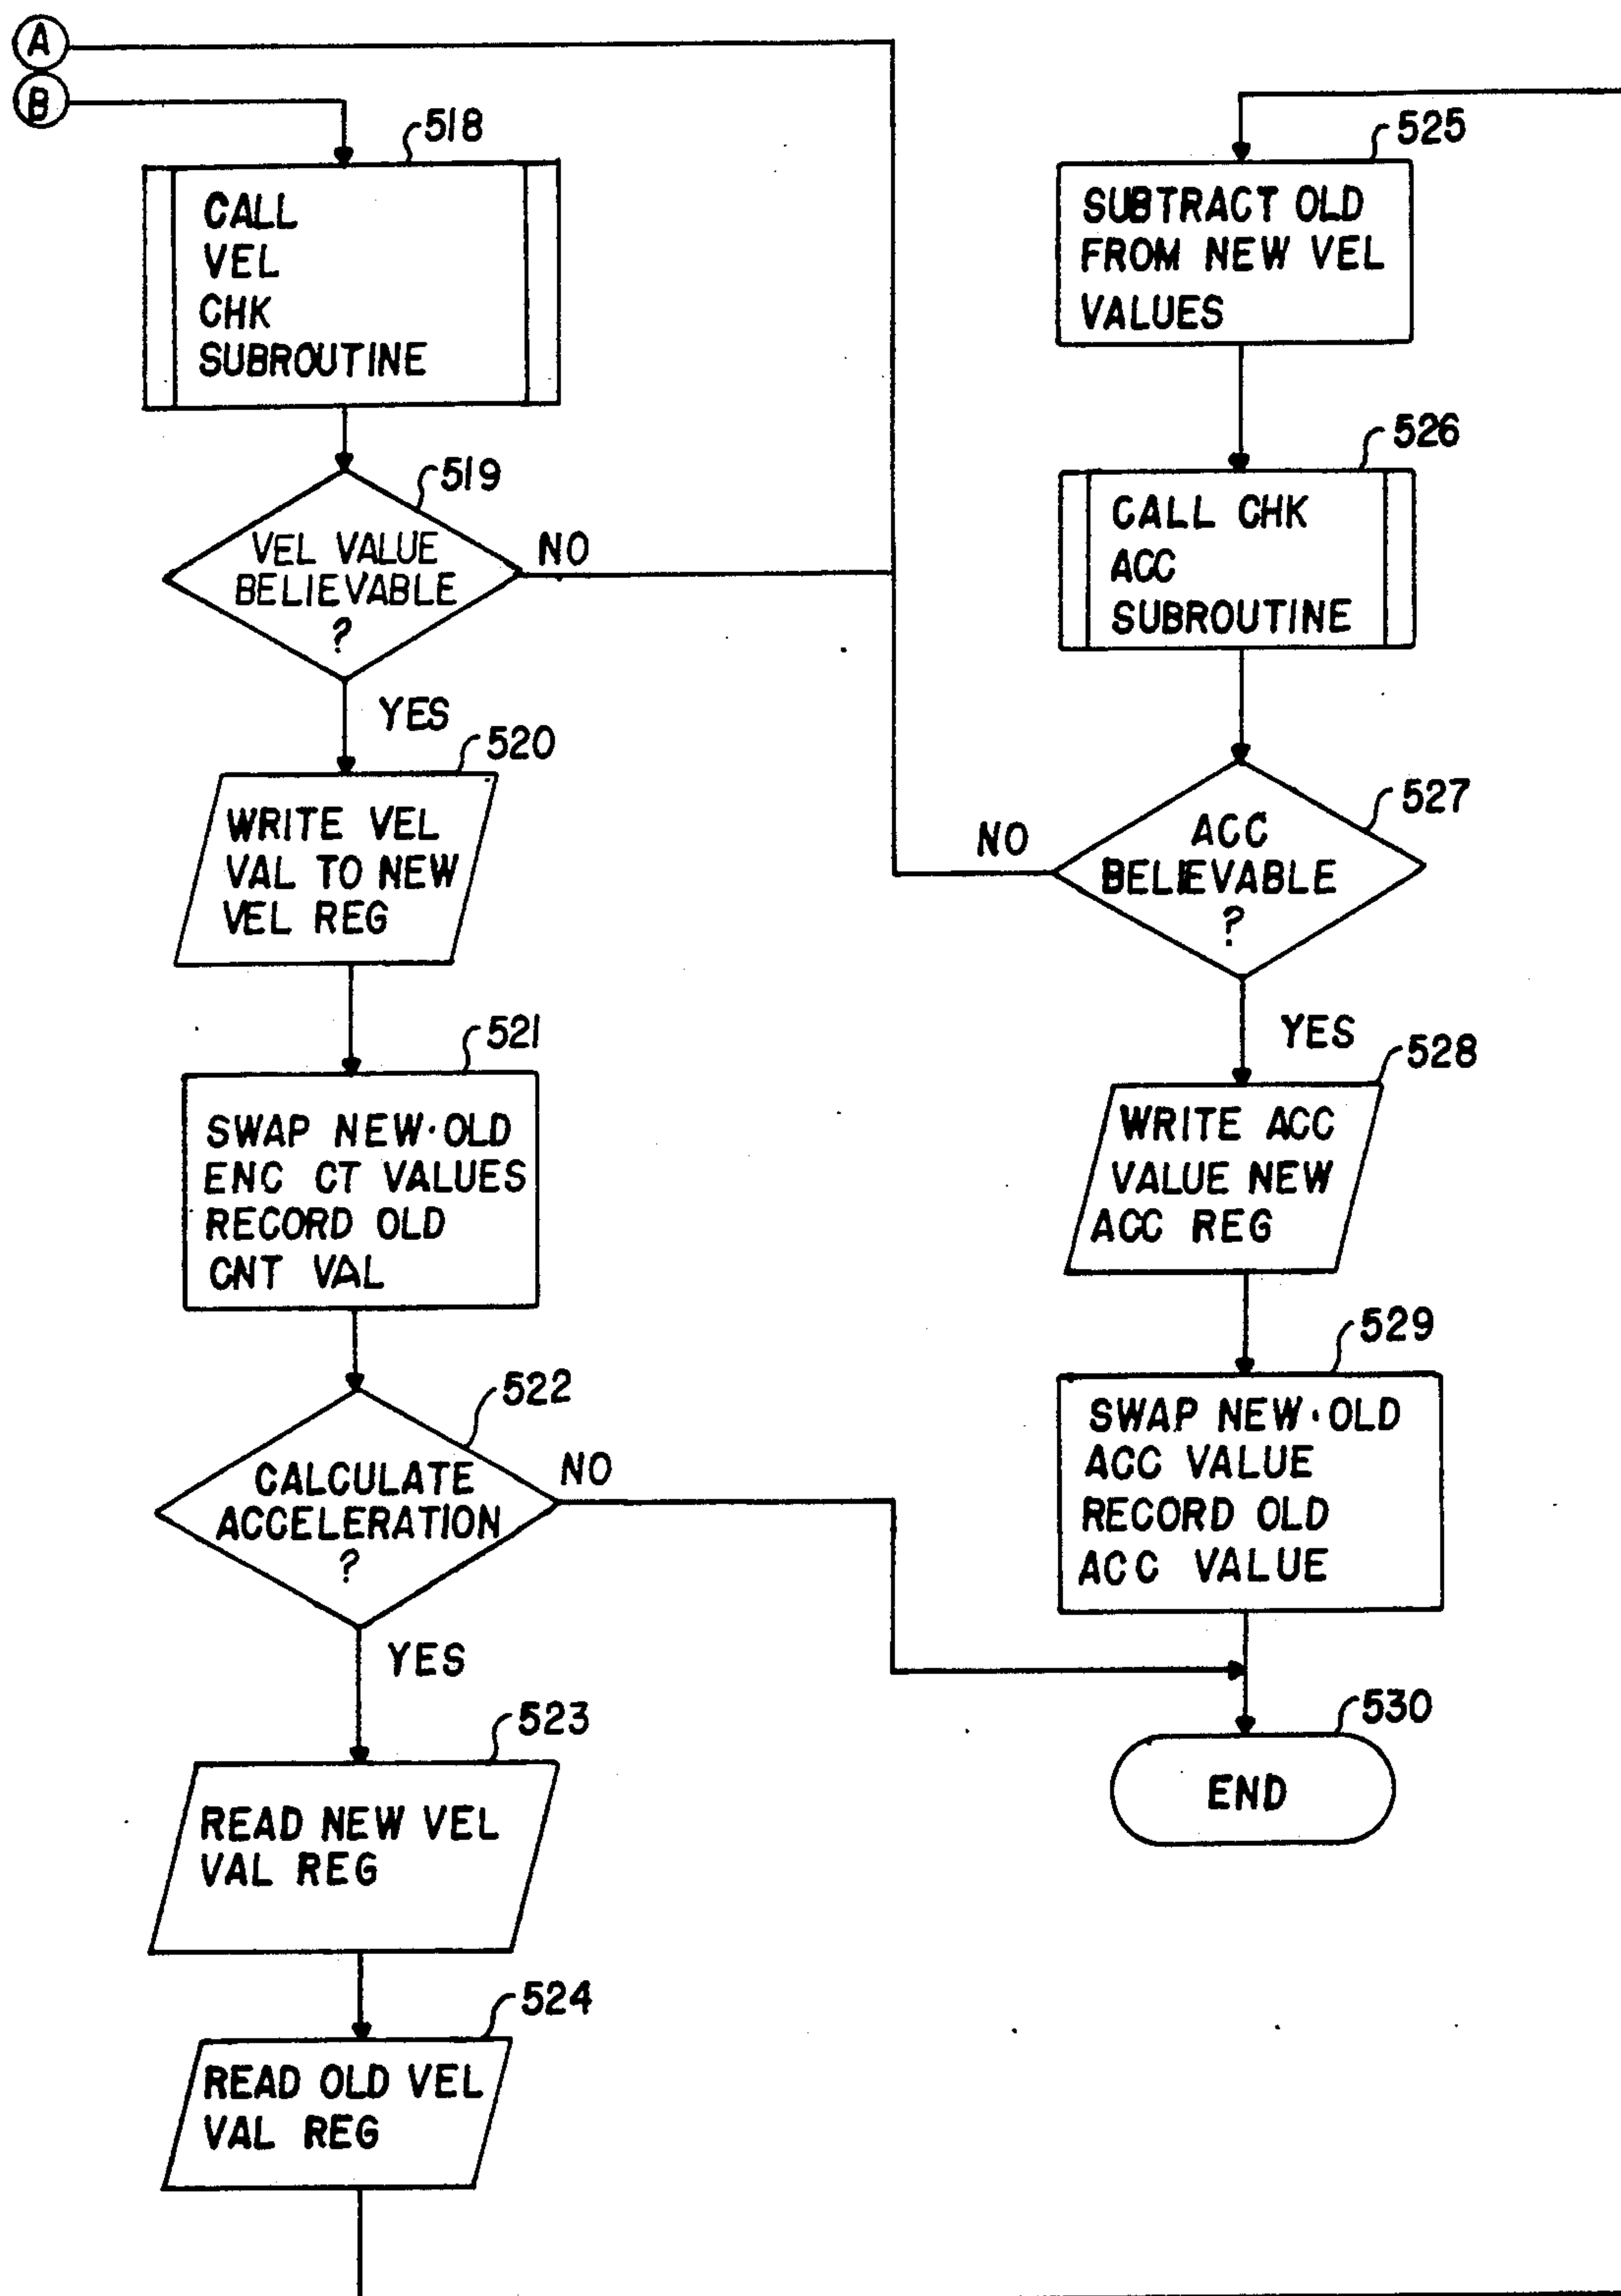 A
B
518
CALL
VEL
CHK
SUBROUTINE
519
VEL VALUE
BELIEVABLE
?
NO
YES
520
WRITE VEL
VAL TO NEW
VEL REG
521
SWAP NEW·OLD
ENC CT VALUES
RECORD OLD
CNT VAL
522
CALCULATE
ACCELERATION
?
NO
YES
523
READ NEW VEL
VAL REG
524
READ OLD VEL
VAL REG
525
SUBTRACT OLD
FROM NEW VEL
VALUES
526
CALL CHK
ACC
SUBROUTINE
527
ACC
BELIEVABLE
?
NO
YES
528
WRITE ACC
VALUE NEW
ACC REG
529
SWAP NEW·OLD
ACC VALUE
RECORD OLD
ACC VALUE
530
END